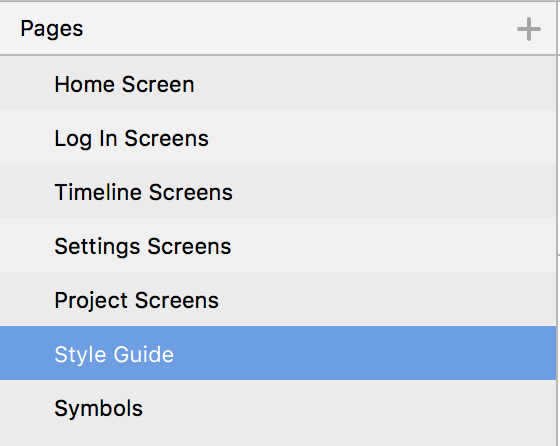 Pages
Home Screen
Log In Screens
Timeline Screens
Settings Screens
Project Screens
Style Guide
Symbols